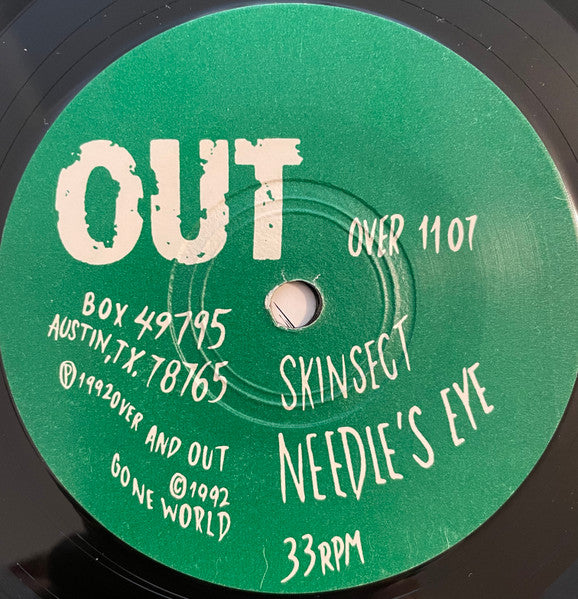 OUT
OVER 1107
BOX 49795
AUSTIN, TX. 78765
℗1992 OVER AND OUT
©1992
GONE WORLD
SKINSECT
NEEDLE'S EYE
33RPM